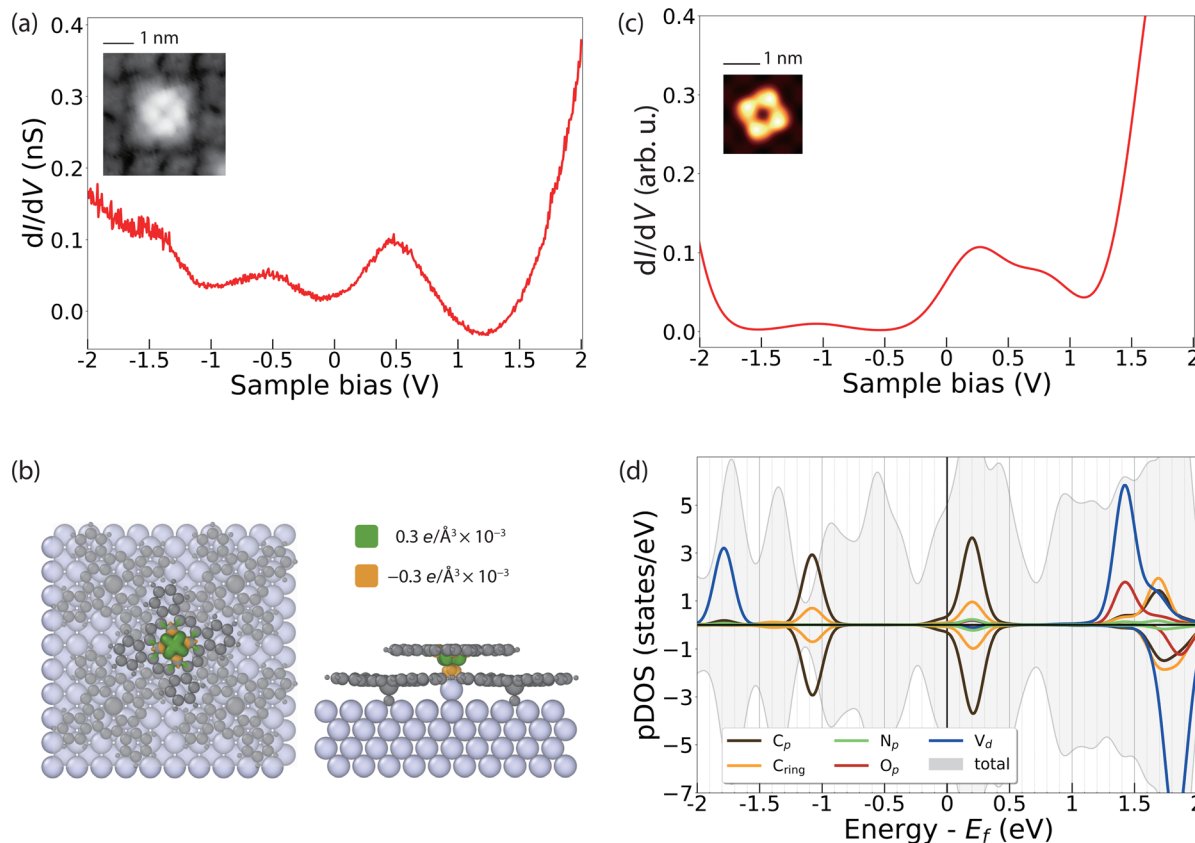 (a)
1 nm
0.4
0.3
0.2
0.1
0.0
dI/dV (nS)
-2 -1.5 -1 -0.5 0 0.5 1 1.5 2
Sample bias (V)
(c)
1 nm
0.4
0.3
0.2
0.1
0.0
dI/dV (arb. u.)
-2 -1.5 -1 -0.5 0 0.5 1 1.5 2
Sample bias (V)
(b)
0.3 e/Å³ × 10⁻³
−0.3 e/Å³ × 10⁻³
(d)
5
3
1
-1
-3
-5
-7
pDOS (states/eV)
Cₚ Nₚ V_d
C_ring Oₚ total
-2 -1.5 -1 -0.5 0 0.5 1 1.5 2
Energy - E_f (eV)